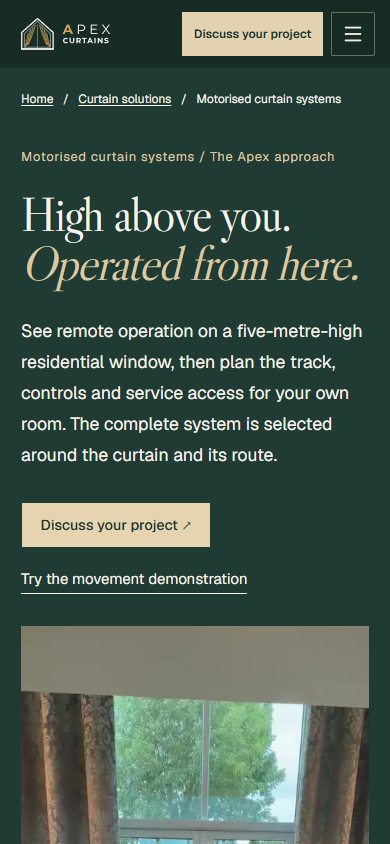 APEX
CURTAINS
Discuss your project
Home / Curtain solutions / Motorised curtain systems
Motorised curtain systems / The Apex approach
High above you.
Operated from here.
See remote operation on a five-metre-high
residential window, then plan the track,
controls and service access for your own
room. The complete system is selected
around the curtain and its route.
Discuss your project ↗
Try the movement demonstration